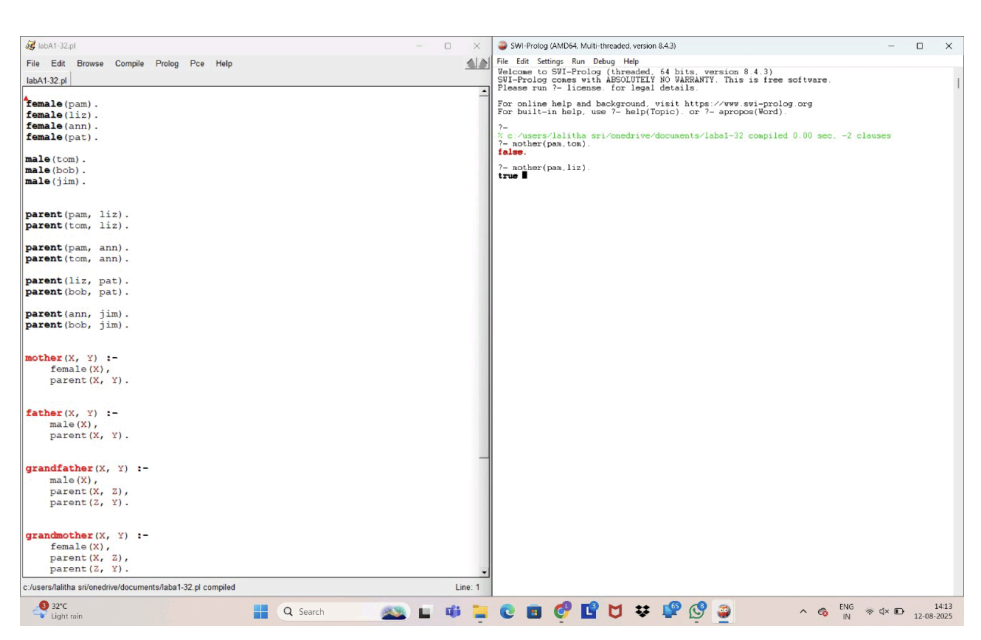 labA1-32.pl
File Edit Browse Compile Prolog Pce Help
labA1-32.pl
female(pam).
female(liz).
female(ann).
female(pat).
male(tom).
male(bob).
male(jim).
parent(pam, liz).
parent(tom, liz).
parent(pam, ann).
parent(tom, ann).
parent(liz, pat).
parent(bob, pat).
parent(ann, jim).
parent(bob, jim).
mother(X, Y) :-
female(X),
parent(X, Y).
father(X, Y) :-
male(X),
parent(X, Y).
grandfather(X, Y) :-
male(X),
parent(X, Z),
parent(Z, Y).
grandmother(X, Y) :-
female(X),
parent(X, Z),
parent(Z, Y).
c:/users/lalitha sri/onedrive/documents/laba1-32.pl compiled
Line: 1
SWI-Prolog (AMD64, Multi-threaded, version 8.4.3)
File Edit Settings Run Debug Help
Welcome to SWI-Prolog (threaded, 64 bits, version 8.4.3)
SWI-Prolog comes with ABSOLUTELY NO WARRANTY. This is free software.
Please run ?- license. for legal details.
For online help and background, visit https://www.swi-prolog.org
For built-in help, use ?- help(Topic). or ?- apropos(Word).
?-
% c:/users/lalitha sri/onedrive/documents/laba1-32 compiled 0.00 sec, -2 clauses
?- mother(pam,tom).
false.
?- mother(pam,liz).
true
3 32°C
Light rain
Search
ENG
IN
14:13
12-08-2025